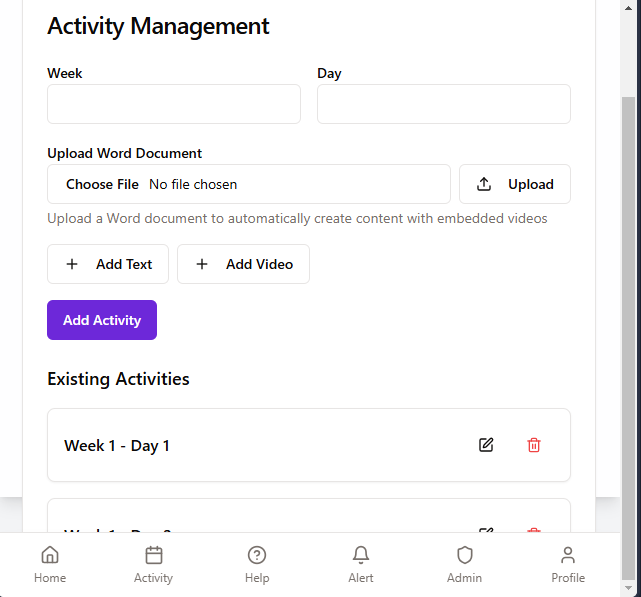 Activity Management
Week Day
Upload Word Document
Choose File No file chosen Upload
Upload a Word document to automatically create content with embedded videos
Add Text Add Video
Add Activity
Existing Activities
Week 1 - Day 1
Home Activity Help Alert Admin Profile